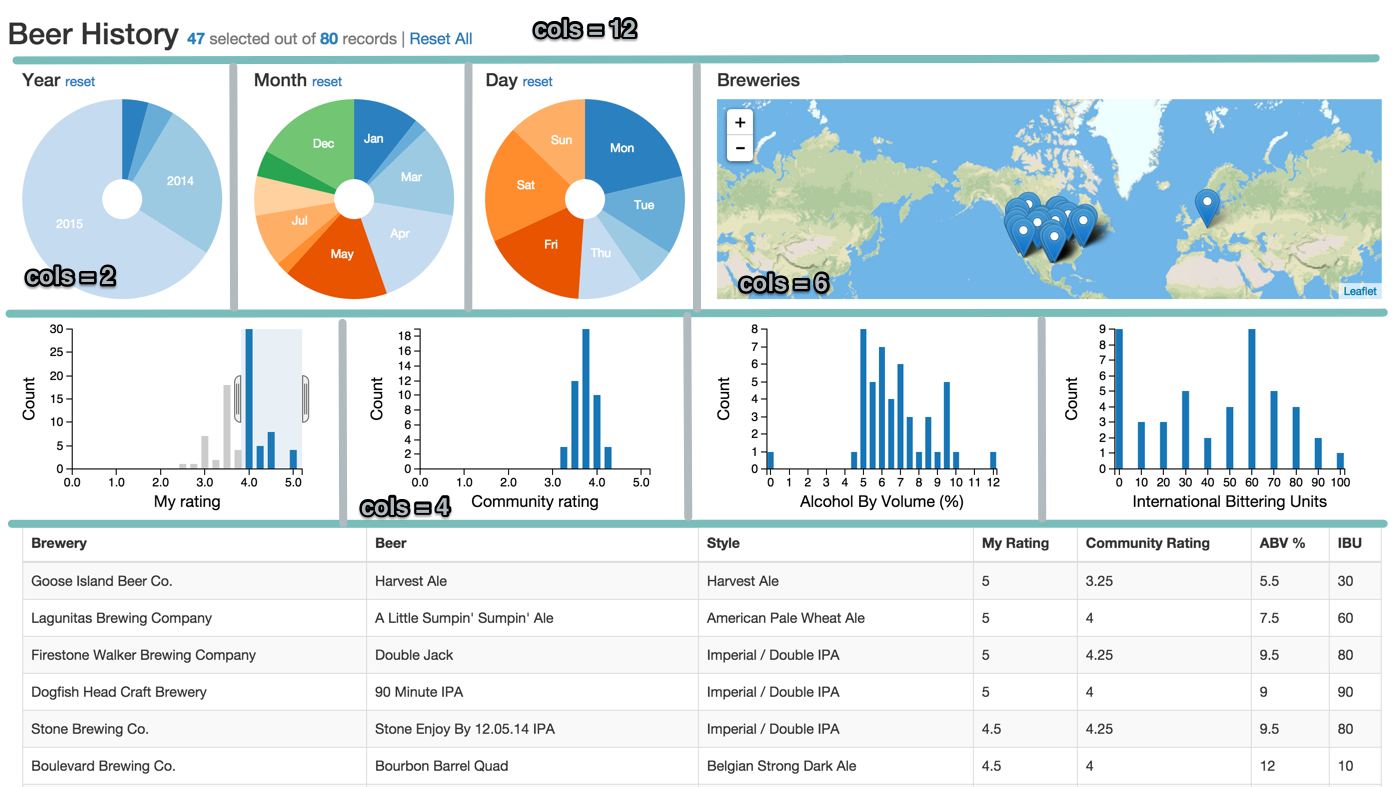 Beer History 47 selected out of 80 records | Reset All
cols = 12
Year reset
Month reset
Day reset
Breweries
2014
2015
cols = 2
Dec
Jan
Mar
Apr
May
Jul
Sun
Mon
Tue
Thu
Fri
Sat
+
−
cols = 6
Leaflet
Count
30
25
20
15
10
5
0
0.0 1.0 2.0 3.0 4.0 5.0
My rating
Count
18
16
14
12
10
8
6
4
2
0
0.0 1.0 2.0 3.0 4.0 5.0
cols = 4
Community rating
Count
8
7
6
5
4
3
2
1
0
0 1 2 3 4 5 6 7 8 9 10 11 12
Alcohol By Volume (%)
Count
9
8
7
6
5
4
3
2
1
0
0 10 20 30 40 50 60 70 80 90 100
International Bittering Units
Brewery Beer Style My Rating Community Rating ABV % IBU
Goose Island Beer Co. Harvest Ale Harvest Ale 5 3.25 5.5 30
Lagunitas Brewing Company A Little Sumpin' Sumpin' Ale American Pale Wheat Ale 5 4 7.5 60
Firestone Walker Brewing Company Double Jack Imperial / Double IPA 5 4.25 9.5 80
Dogfish Head Craft Brewery 90 Minute IPA Imperial / Double IPA 5 4 9 90
Stone Brewing Co. Stone Enjoy By 12.05.14 IPA Imperial / Double IPA 4.5 4.25 9.5 80
Boulevard Brewing Co. Bourbon Barrel Quad Belgian Strong Dark Ale 4.5 4 12 10